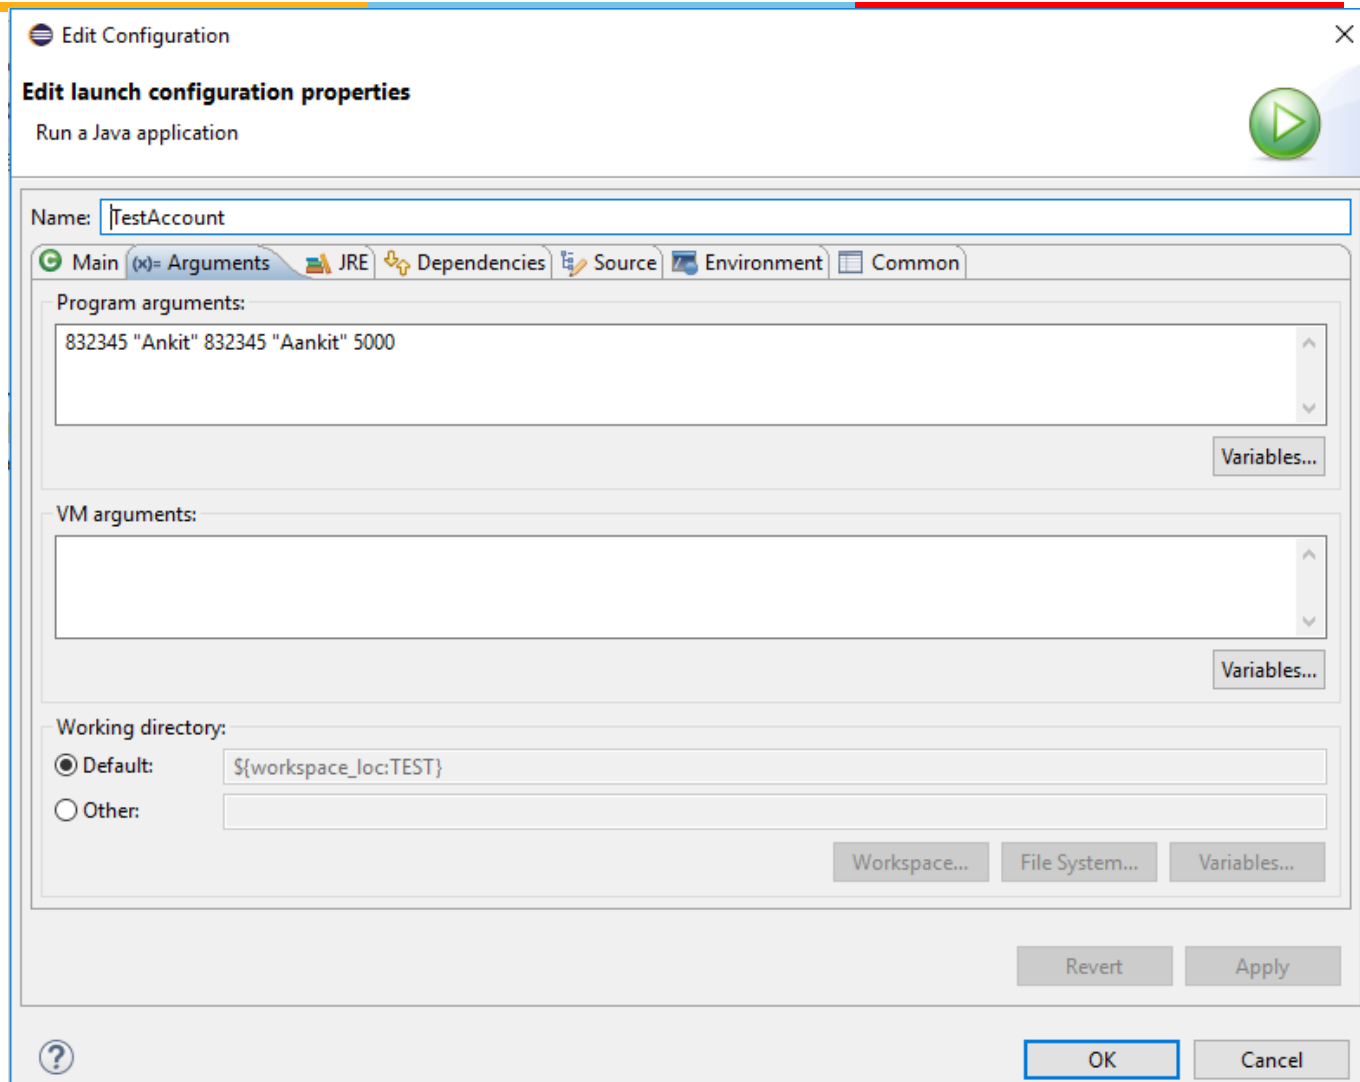 Edit Configuration
Edit launch configuration properties
Run a Java application
Name: TestAccount
Main (x)= Arguments JRE Dependencies Source Environment Common
Program arguments:
832345 "Ankit" 832345 "Aankit" 5000
Variables...
VM arguments:
Variables...
Working directory:
Default: ${workspace_loc:TEST}
Other:
Workspace... File System... Variables...
Revert Apply
OK Cancel